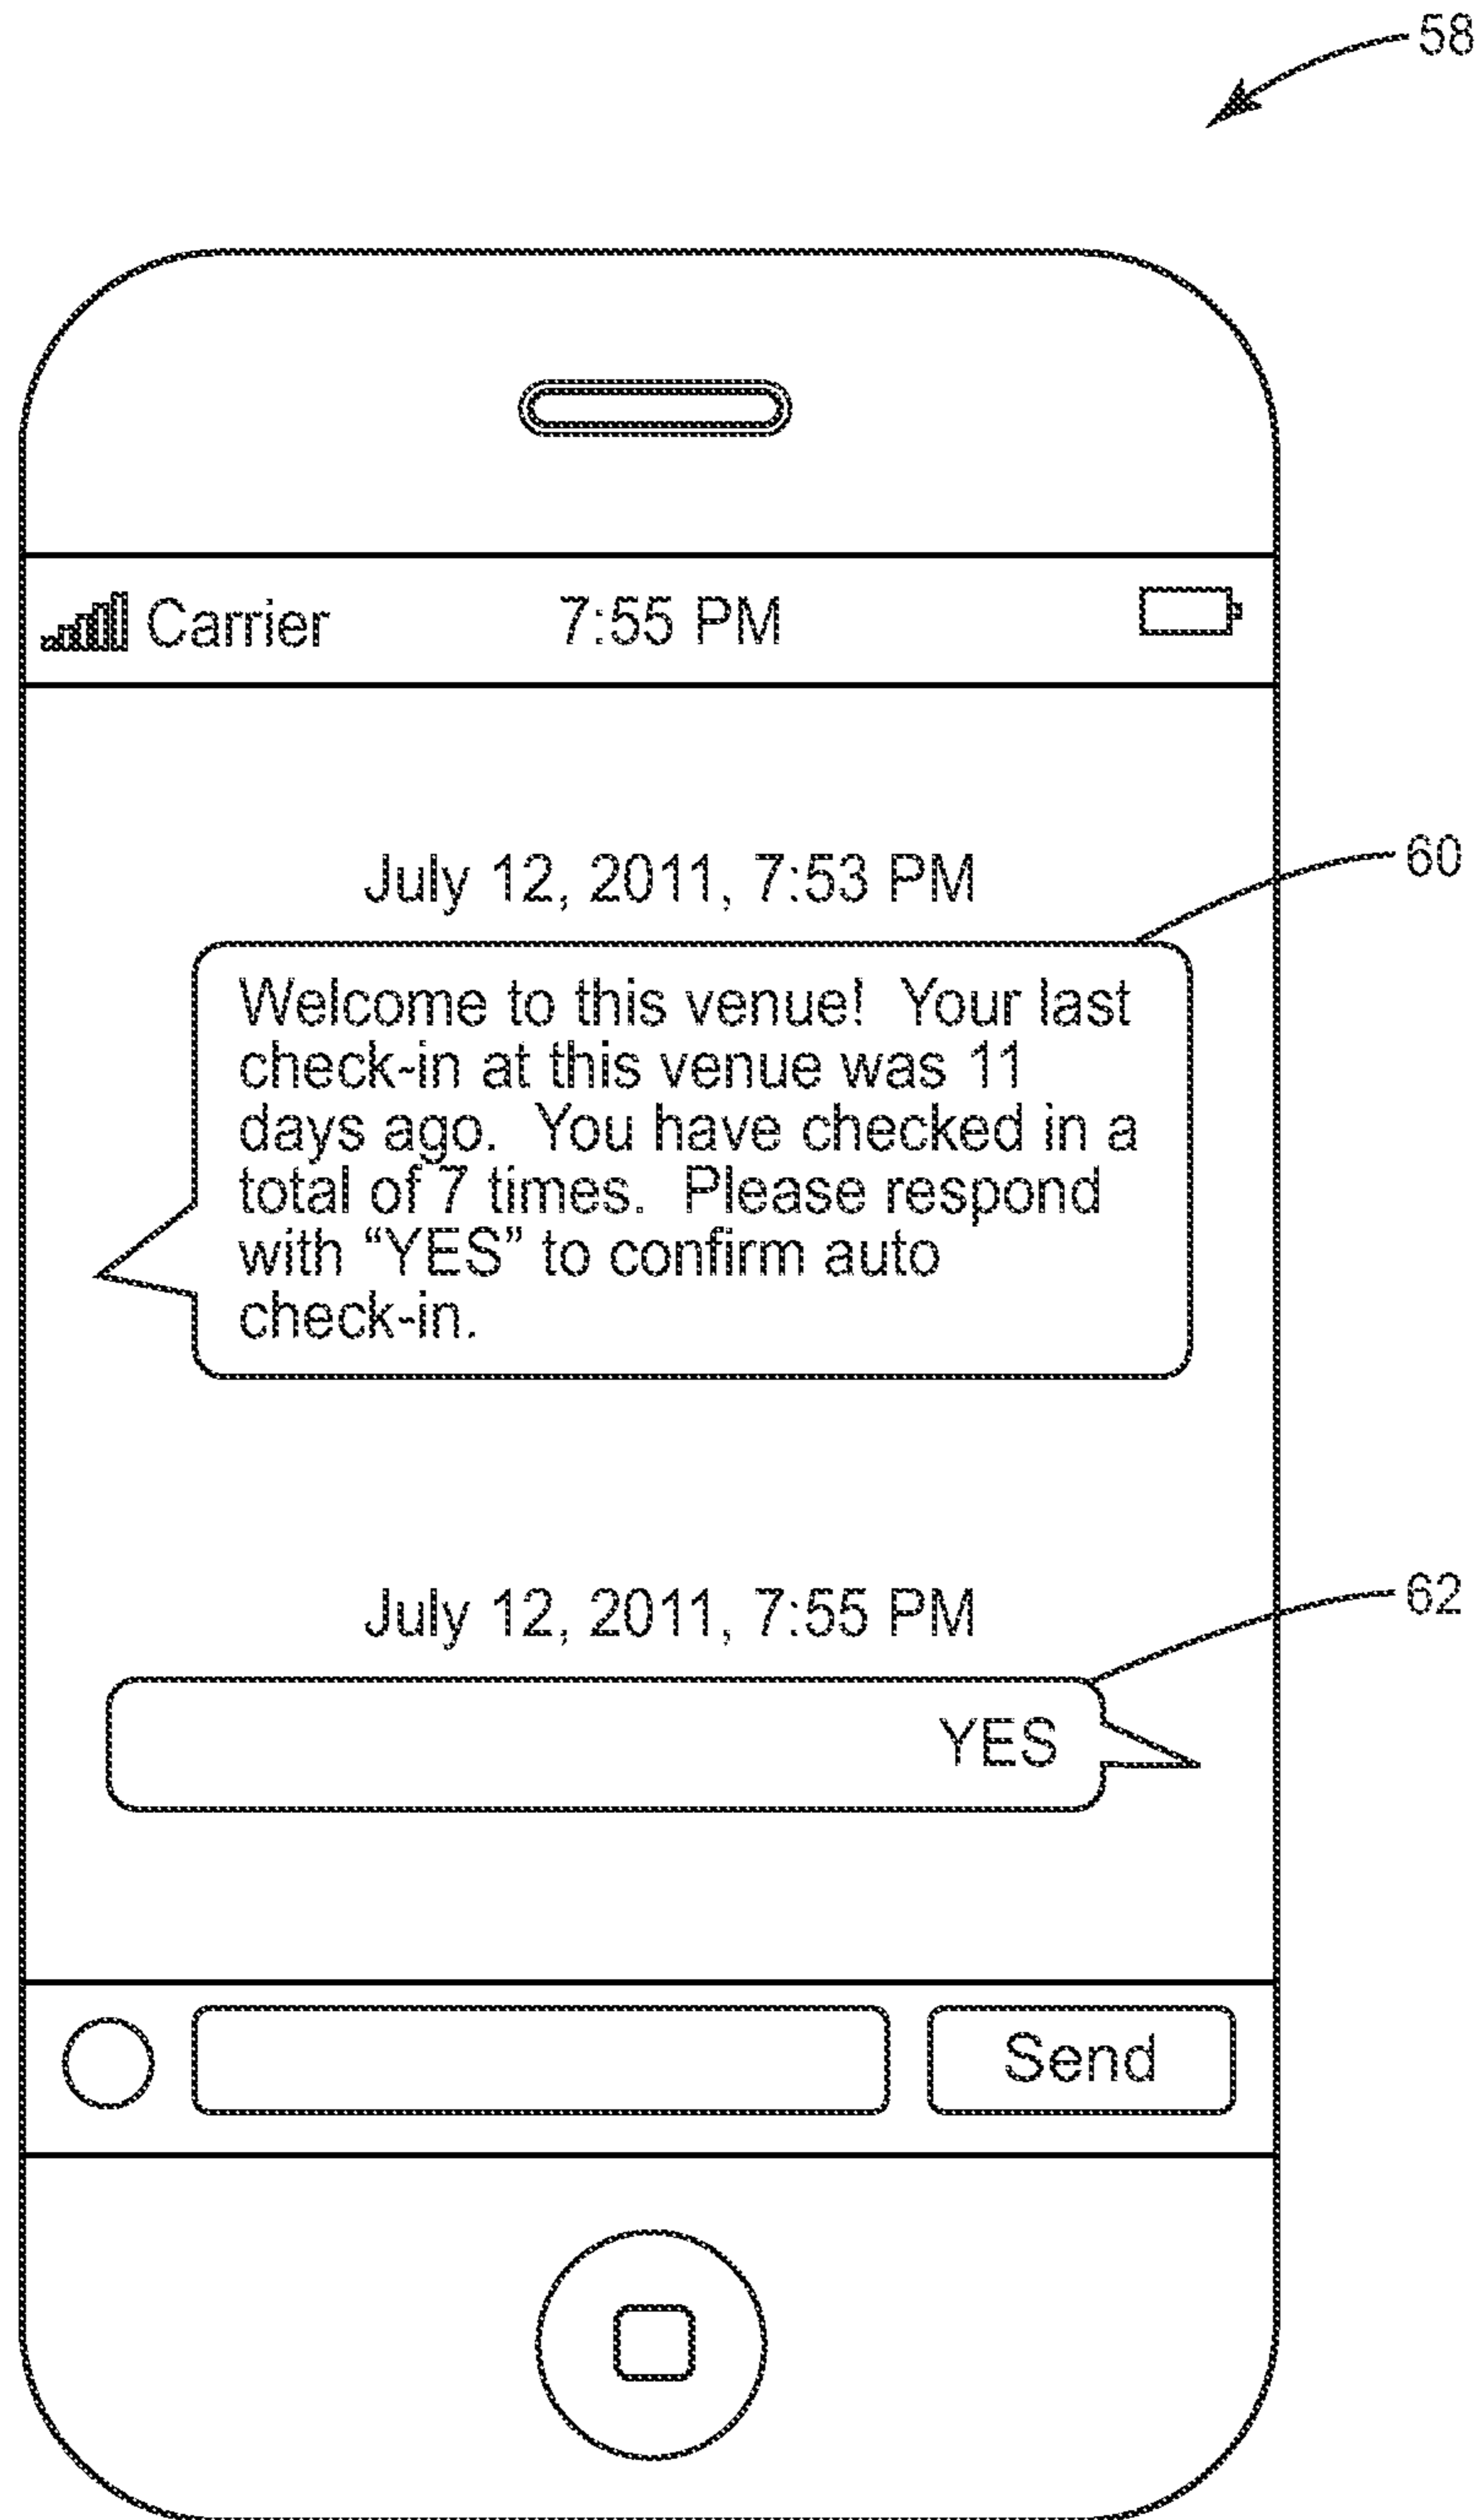 58
Carrier 7:55 PM
July 12, 2011, 7:53 PM
60
Welcome to this venue! Your last
check-in at this venue was 11
days ago. You have checked in a
total of 7 times. Please respond
with “YES” to confirm auto
check-in.
July 12, 2011, 7:55 PM
62
YES
Send